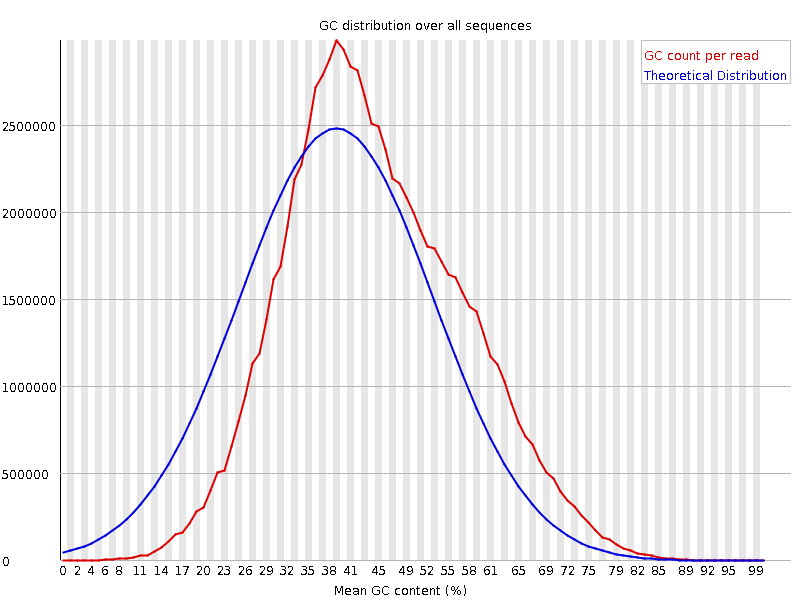 GC distribution over all sequences
GC count per read
Theoretical Distribution
2500000
2000000
1500000
1000000
500000
0
0 2 4 6 8 11 14 17 20 23 26 29 32 35 38 41 45 49 52 55 58 61 65 69 72 75 79 82 85 89 92 95 99
Mean GC content (%)